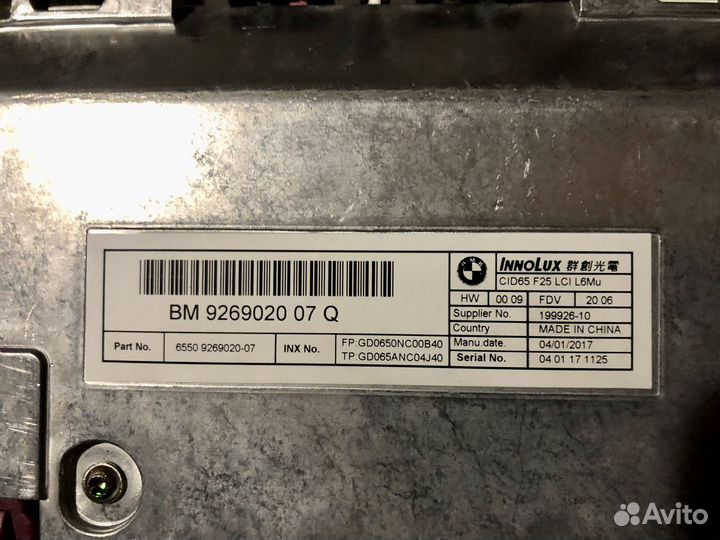 BM 9269020 07 Q
Part No. 6550 9269020-07 INX No. FP:GD0650NC00B40
TP:GD065ANC04J40
BMW
INNOLUX 群創光電
CID65 F25 LCI L6Mu
HW 00 09 FDV 20 06
Supplier No. 199926-10
Country MADE IN CHINA
Manu.date. 04/01/2017
Serial No. 04 01 17 1125
Avito